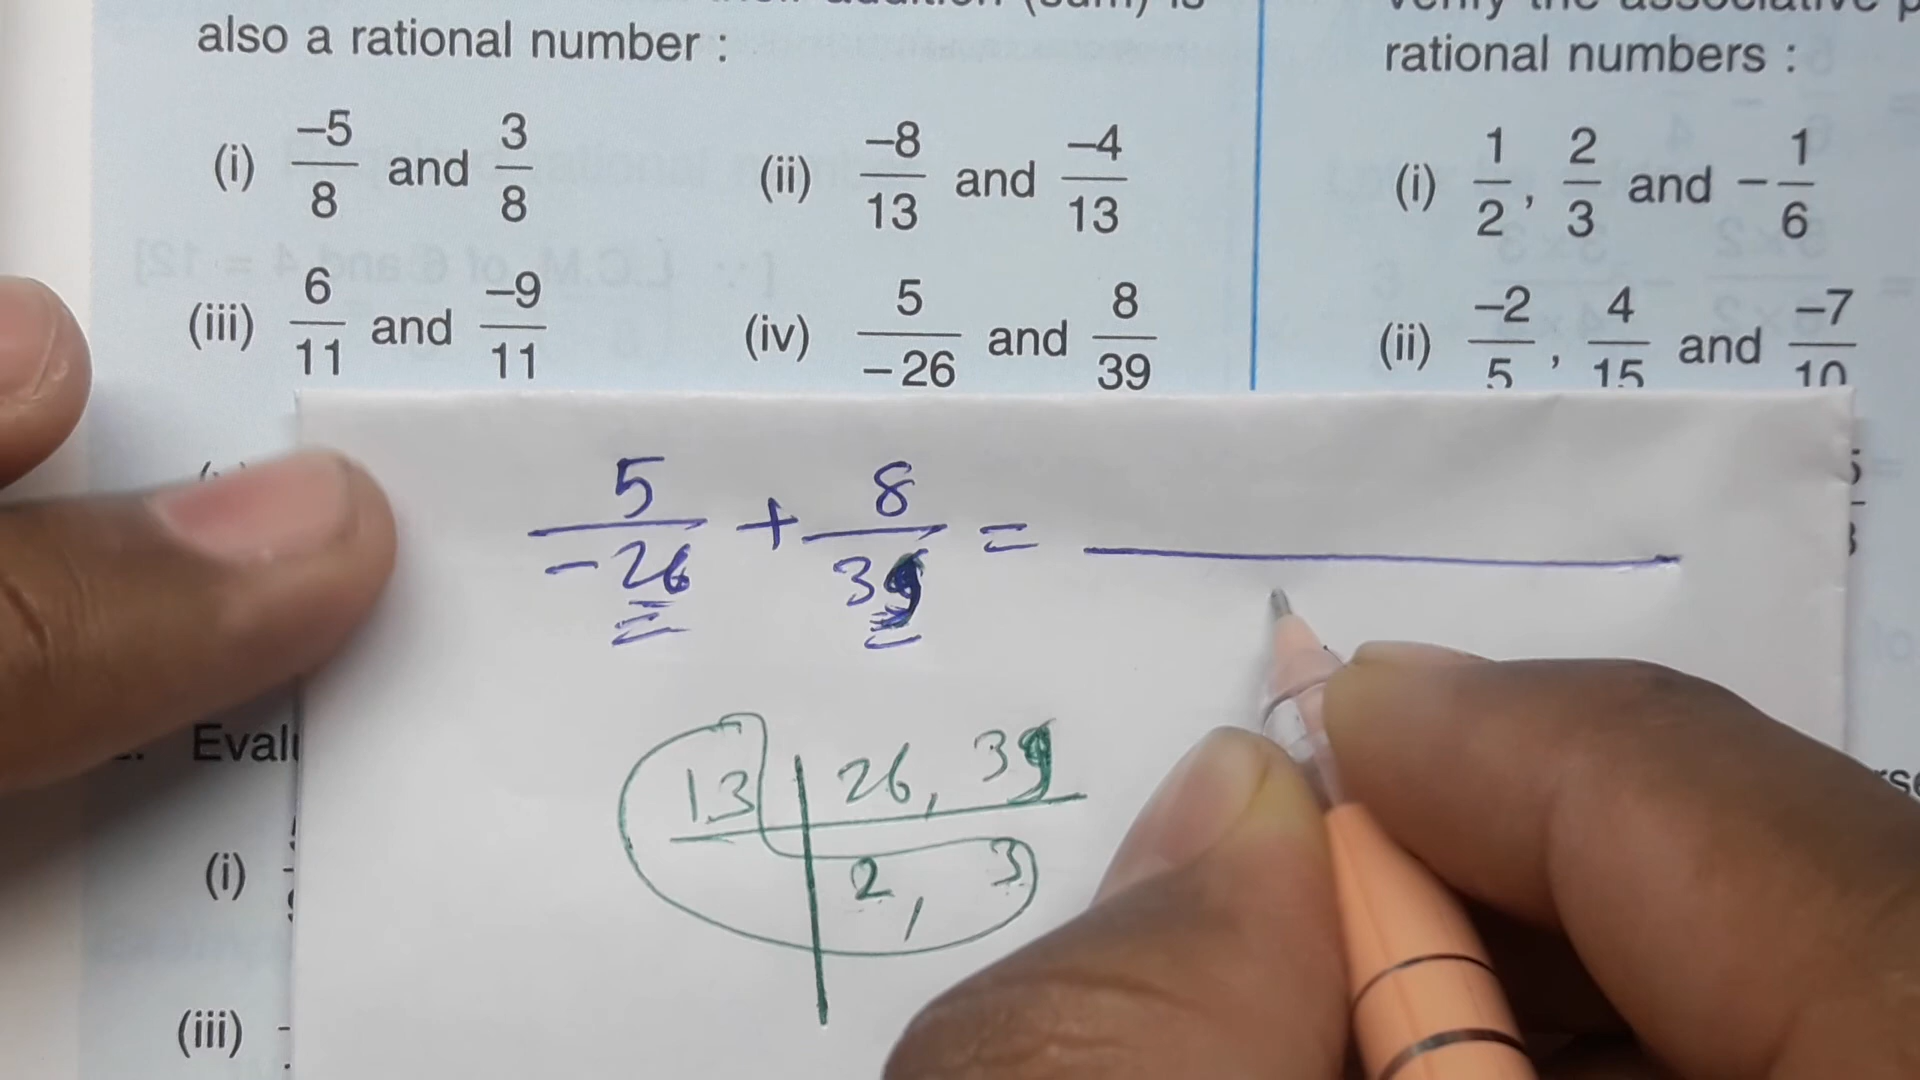 also a rational number :
rational numbers :
(i) -5/8 and 3/8
(ii) -8/13 and -4/13
(iii) 6/11 and -9/11
(iv) 5/-26 and 8/39
(i) 1/2, 2/3 and -1/6
(ii) -2/5, 4/15 and -7/10
5/-26 + 8/39 =
13 | 26, 39
2, 3
(i)
(iii)